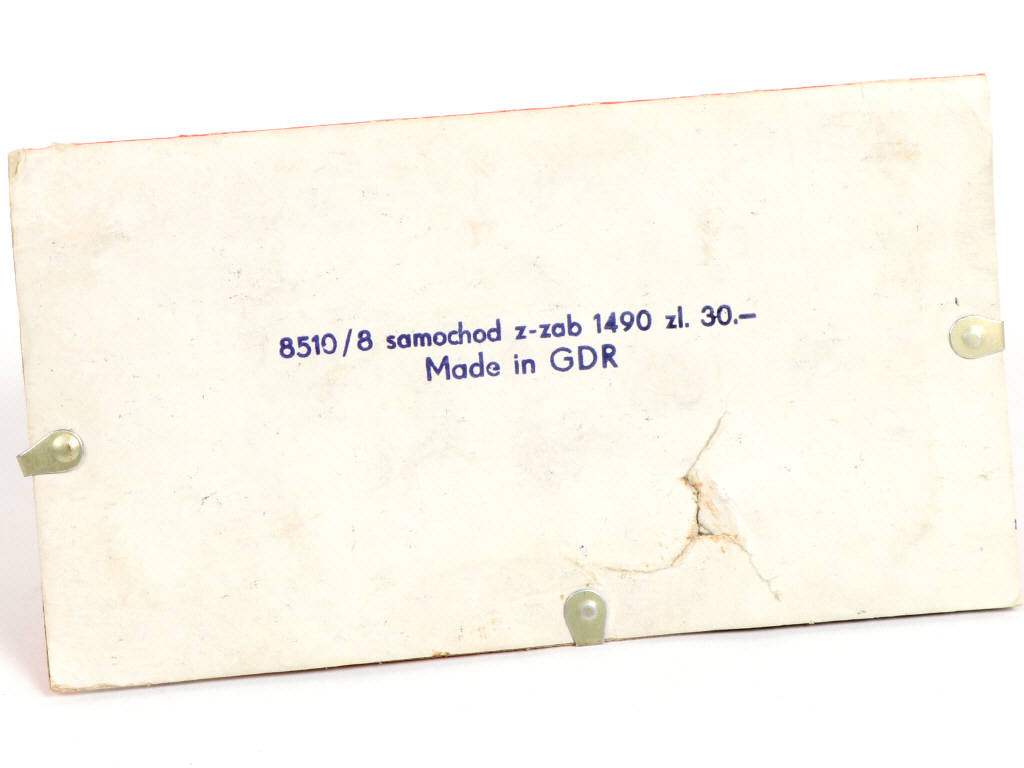 8510/8 samochod z-zab 1490 zl. 30.–
Made in GDR